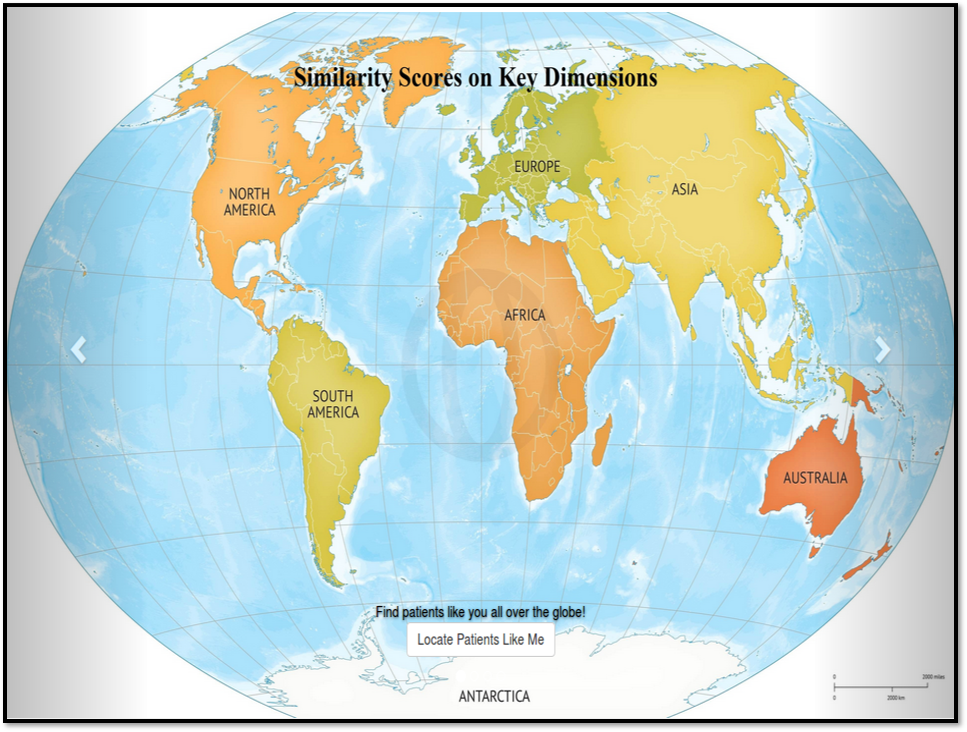 Similarity Scores on Key Dimensions
EUROPE
ASIA
NORTH
AMERICA
AFRICA
SOUTH
AMERICA
AUSTRALIA
Find patients like you all over the globe!
Locate Patients Like Me
ANTARCTICA
0 2000 miles
0 2000 km